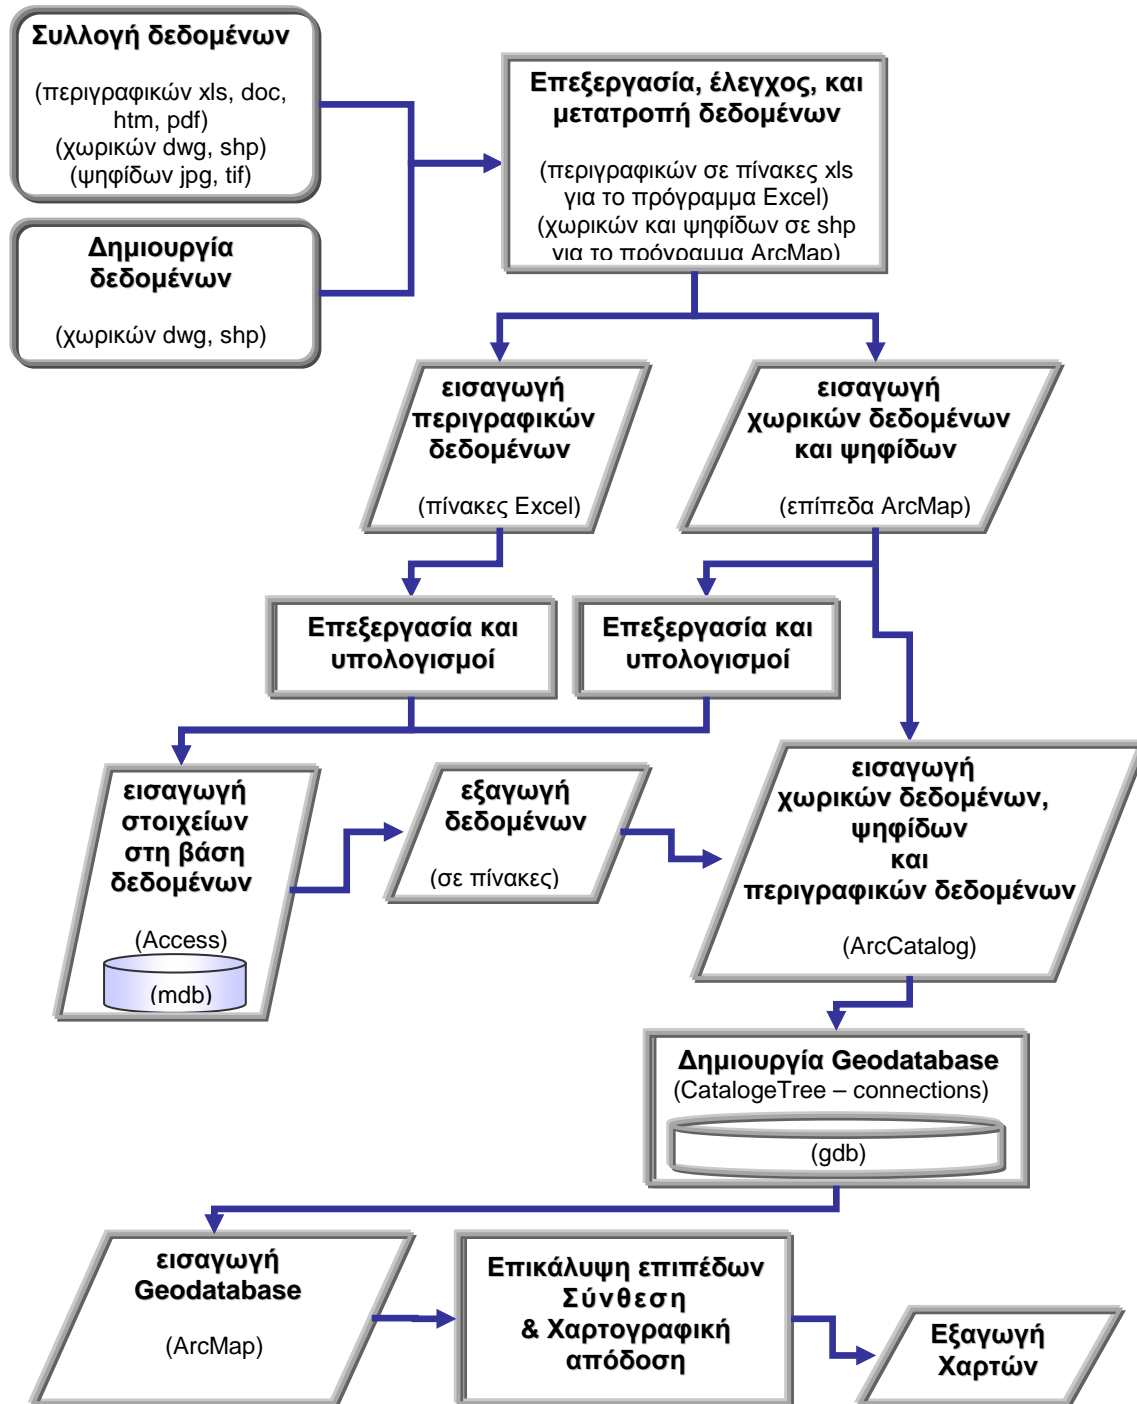 Συλλογή δεδομένων
(περιγραφικών xls, doc,
htm, pdf)
(χωρικών dwg, shp)
(ψηφίδων jpg, tif)
Δημιουργία
δεδομένων
(χωρικών dwg, shp)
Επεξεργασία, έλεγχος, και
μετατροπή δεδομένων
(περιγραφικών σε πίνακες xls
για το πρόγραμμα Excel)
(χωρικών και ψηφίδων σε shp
για το πρόγραμμα ArcMap)
εισαγωγή
περιγραφικών
δεδομένων
(πίνακες Excel)
εισαγωγή
χωρικών δεδομένων
και ψηφίδων
(επίπεδα ArcMap)
Επεξεργασία και
υπολογισμοί
Επεξεργασία και
υπολογισμοί
εισαγωγή
στοιχείων
στη βάση
δεδομένων
(Access)
(mdb)
εξαγωγή
δεδομένων
(σε πίνακες)
εισαγωγή
χωρικών δεδομένων,
ψηφίδων
και
περιγραφικών δεδομένων
(ArcCatalog)
Δημιουργία Geodatabase
(CatalogeTree – connections)
(gdb)
εισαγωγή
Geodatabase
(ArcMap)
Επικάλυψη επιπέδων
Σύνθεση
& Χαρτογραφική
απόδοση
Εξαγωγή
Χαρτών